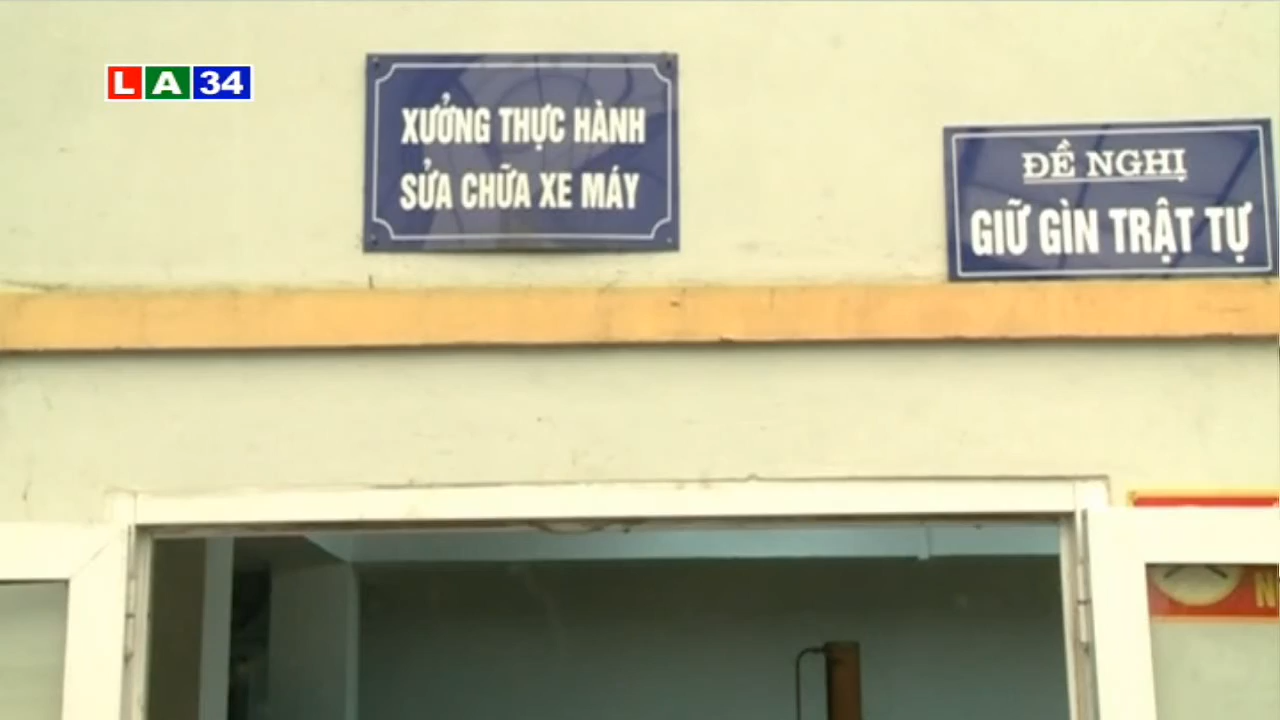 LA34
XƯỞNG THỰC HÀNH
SỬA CHỮA XE MÁY
ĐỀ NGHỊ
GIỮ GÌN TRẬT TỰ
N